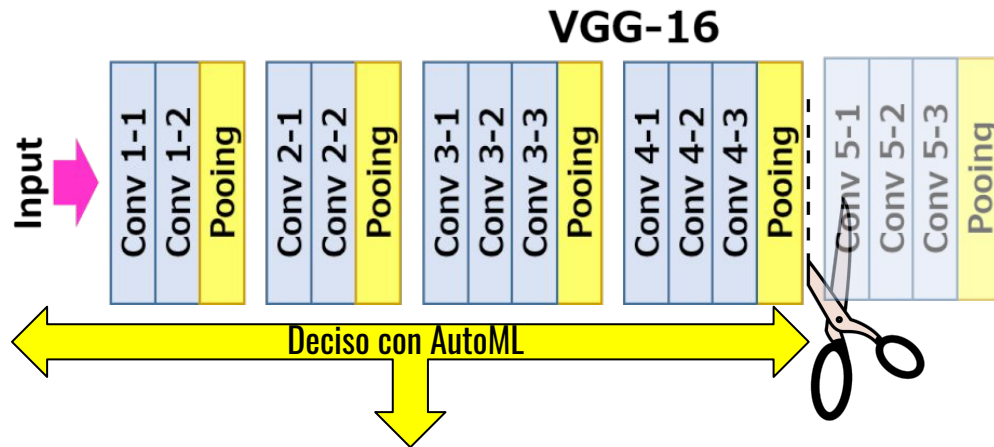 VGG-16
Input
Conv 1-1
Conv 1-2
Pooing
Conv 2-1
Conv 2-2
Pooing
Conv 3-1
Conv 3-2
Conv 3-3
Pooing
Conv 4-1
Conv 4-2
Conv 4-3
Pooing
Conv 5-1
Conv 5-2
Conv 5-3
Pooing
Deciso con AutoML